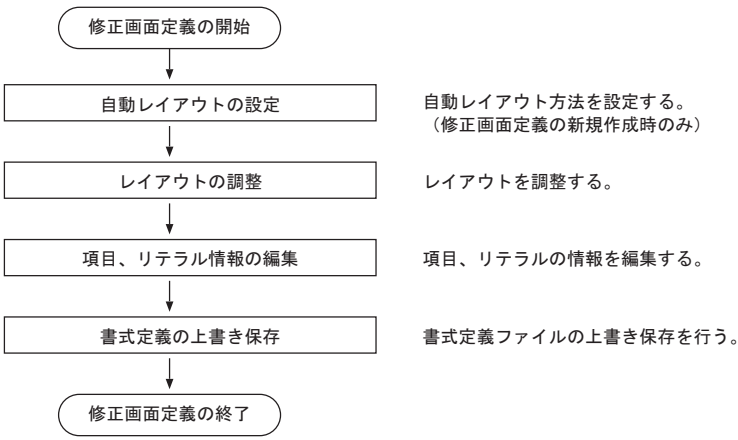 修正画面定義の開始
自動レイアウトの設定
自動レイアウト方法を設定する。
（修正画面定義の新規作成時のみ）
レイアウトの調整
レイアウトを調整する。
項目、リテラル情報の編集
項目、リテラルの情報を編集する。
書式定義の上書き保存
書式定義ファイルの上書き保存を行う。
修正画面定義の終了